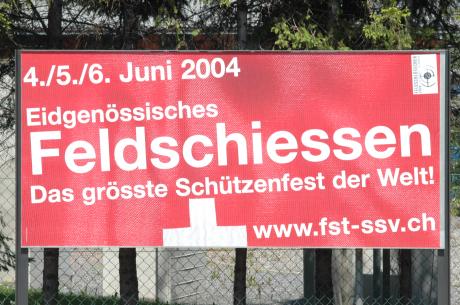 4./5./6. Juni 2004
Eidgenössisches
Feldschiessen
Das grösste Schützenfest der Welt!
www.fst-ssv.ch